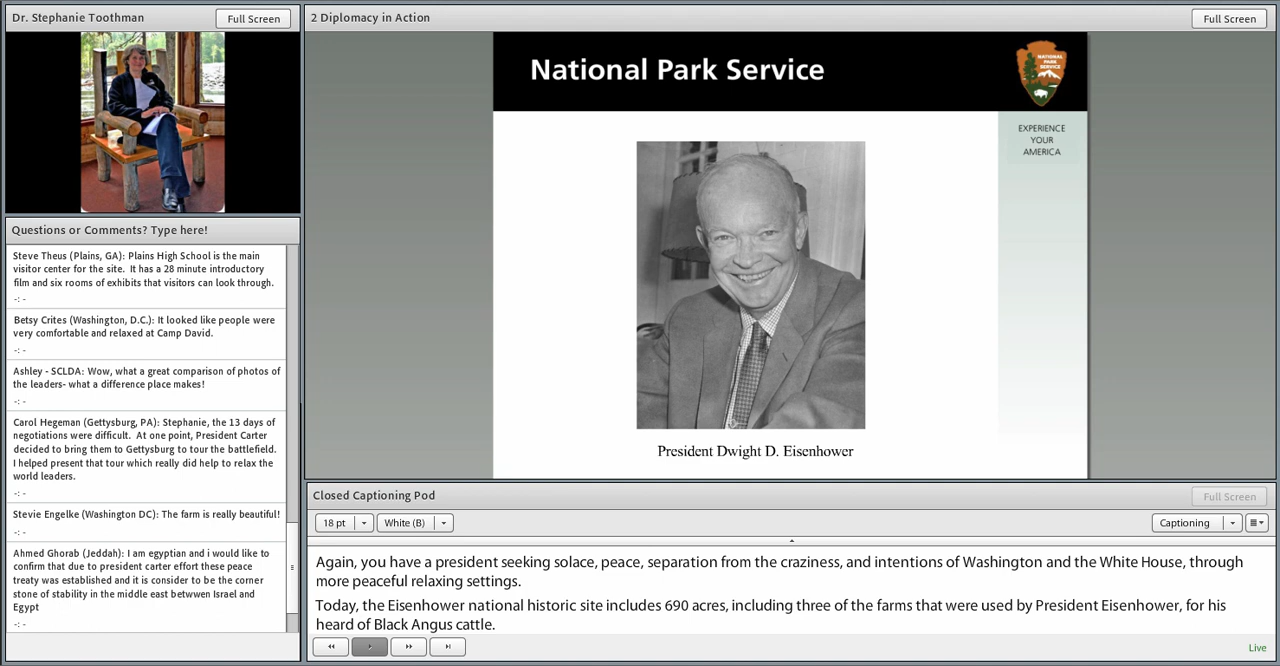 Dr. Stephanie Toothman
Full Screen
Questions or Comments? Type here!
Steve Theus (Plains, GA): Plains High School is the main
visitor center for the site. It has a 28 minute introductory
film and six rooms of exhibits that visitors can look through.
-: -
Betsy Crites (Washington, D.C.): It looked like people were
very comfortable and relaxed at Camp David.
-: -
Ashley - SCLDA: Wow, what a great comparison of photos of
the leaders- what a difference place makes!
-: -
Carol Hegeman (Gettysburg, PA): Stephanie, the 13 days of
negotiations were difficult. At one point, President Carter
decided to bring them to Gettysburg to tour the battlefield.
I helped present that tour which really did help to relax the
world leaders.
-: -
Stevie Engelke (Washington DC): The farm is really beautiful!
-: -
Ahmed Ghorab (Jeddah): I am egyptian and i would like to
confirm that due to president carter effort these peace
treaty was established and it is consider to be the corner
stone of stability in the middle east betwwen Israel and
Egypt
-: -
2 Diplomacy in Action
Full Screen
National Park Service
NATIONAL
PARK
SERVICE
EXPERIENCE
YOUR
AMERICA
President Dwight D. Eisenhower
Closed Captioning Pod
Full Screen
18 pt
White (B)
Captioning
Again, you have a president seeking solace, peace, separation from the craziness, and intentions of Washington and the White House, through
more peaceful relaxing settings.
Today, the Eisenhower national historic site includes 690 acres, including three of the farms that were used by President Eisenhower, for his
heard of Black Angus cattle.
Live